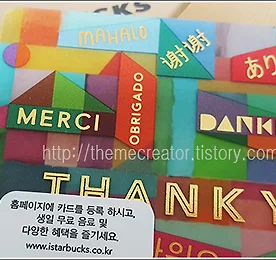 CKS
MAHALO
谢谢
あり
MERCI
OBRIGADO
DANK
http://themecreator.tistory.com
THANK Y
홈페이지에 카드를 등록 하시고,
생일 무료 음료 및
다양한 혜택을 즐기세요.
www.istarbucks.co.kr